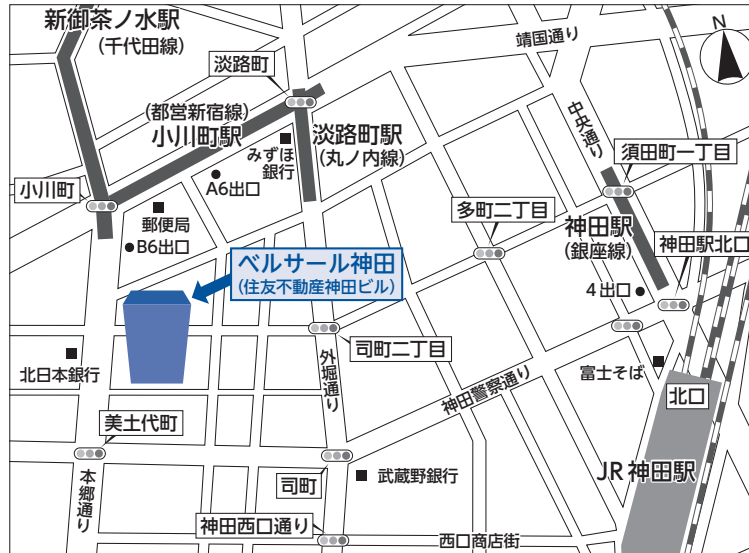 新御茶ノ水駅
(千代田線)
靖国通り
N
淡路町
(都営新宿線)
小川町駅
みずほ
銀行
淡路町駅
(丸ノ内線)
中央通り
須田町一丁目
A6出口
小川町
郵便局
B6出口
多町二丁目
神田駅
(銀座線)
神田駅北口
ベルサール神田
(住友不動産神田ビル)
4出口
司町二丁目
外堀通り
北日本銀行
神田警察通り
富士そば
北口
美土代町
本郷通り
司町
武蔵野銀行
JR神田駅
神田西口通り
西口商店街